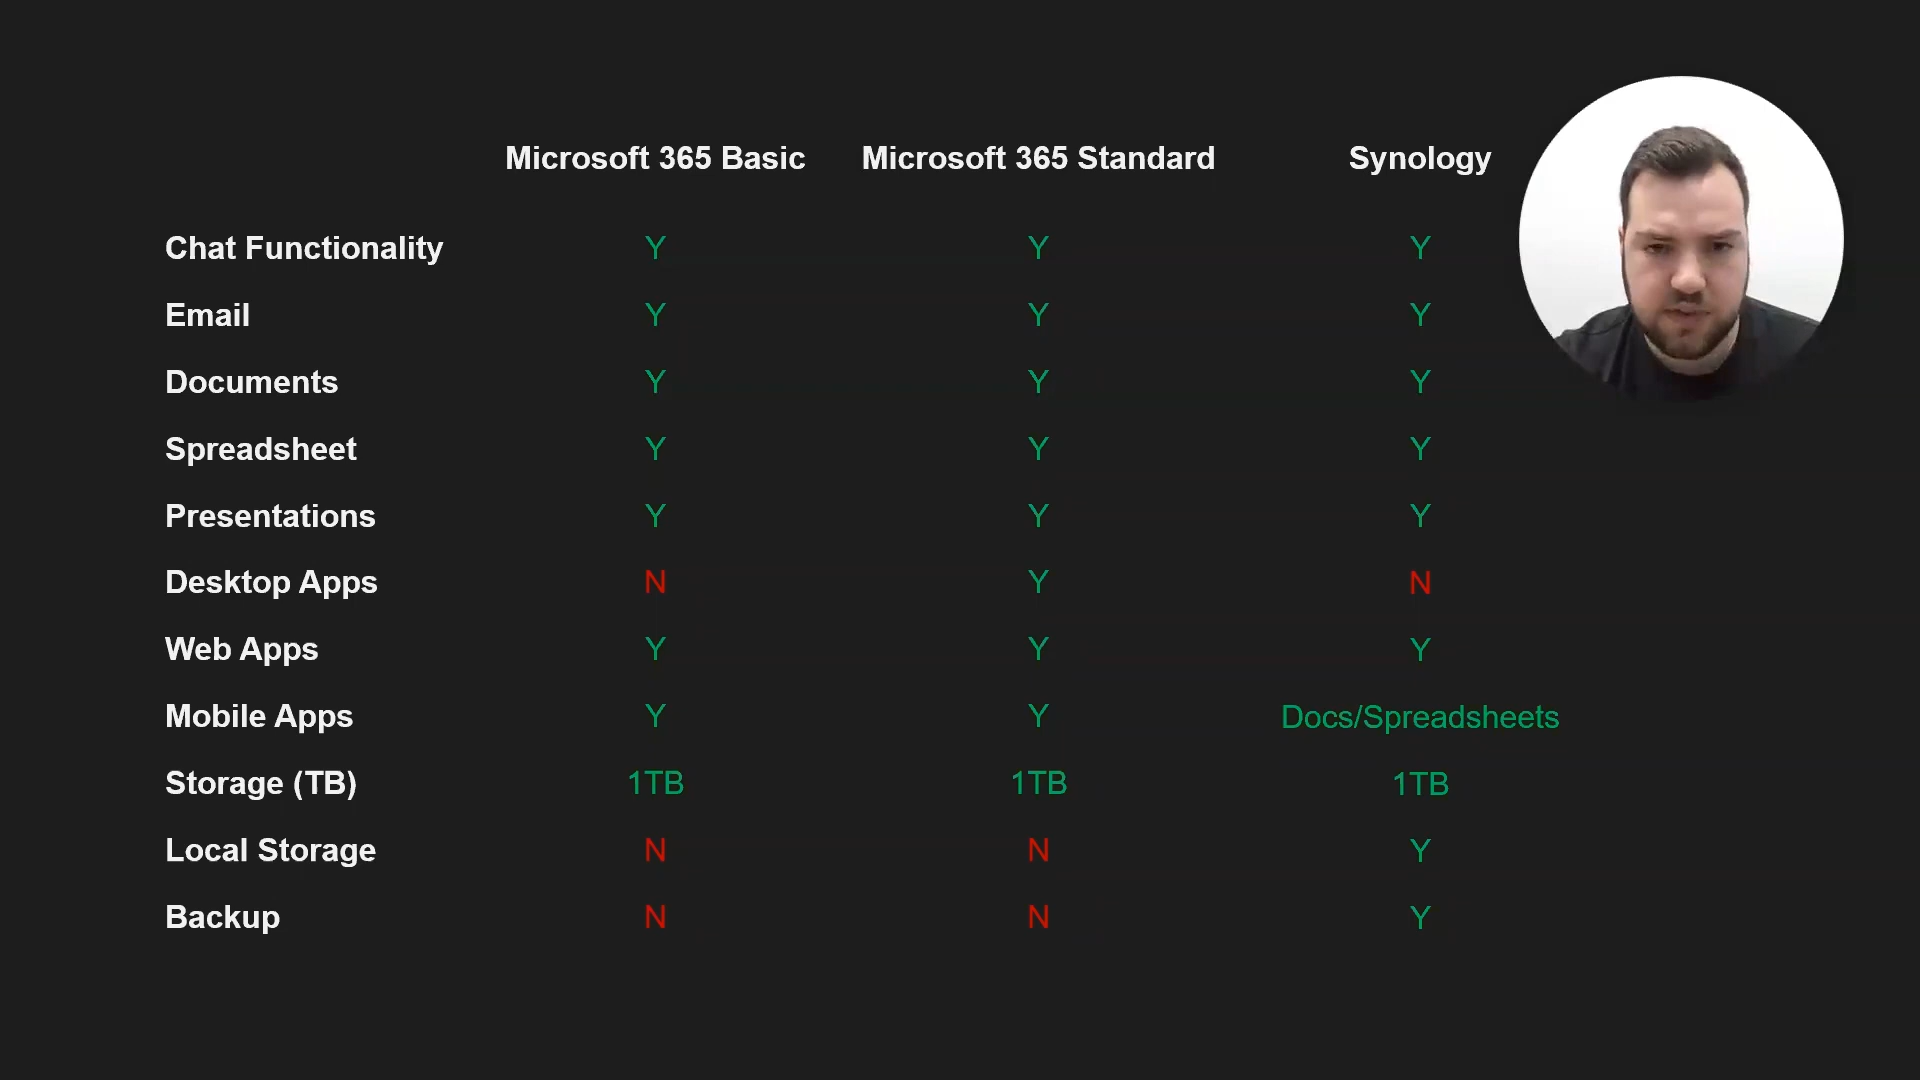 Microsoft 365 Basic Microsoft 365 Standard Synology
Chat Functionality Y Y Y
Email Y Y Y
Documents Y Y Y
Spreadsheet Y Y Y
Presentations Y Y Y
Desktop Apps N Y N
Web Apps Y Y Y
Mobile Apps Y Y Docs/Spreadsheets
Storage (TB) 1TB 1TB 1TB
Local Storage N N Y
Backup N N Y